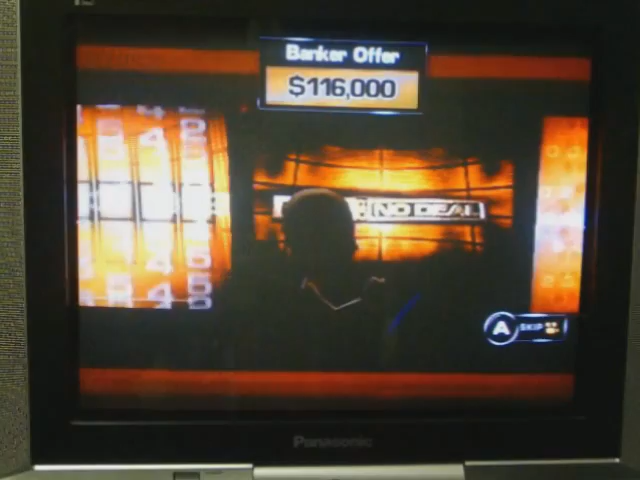 Banker Offer
$116,000
NO DEAL
A SKIP
Panasonic